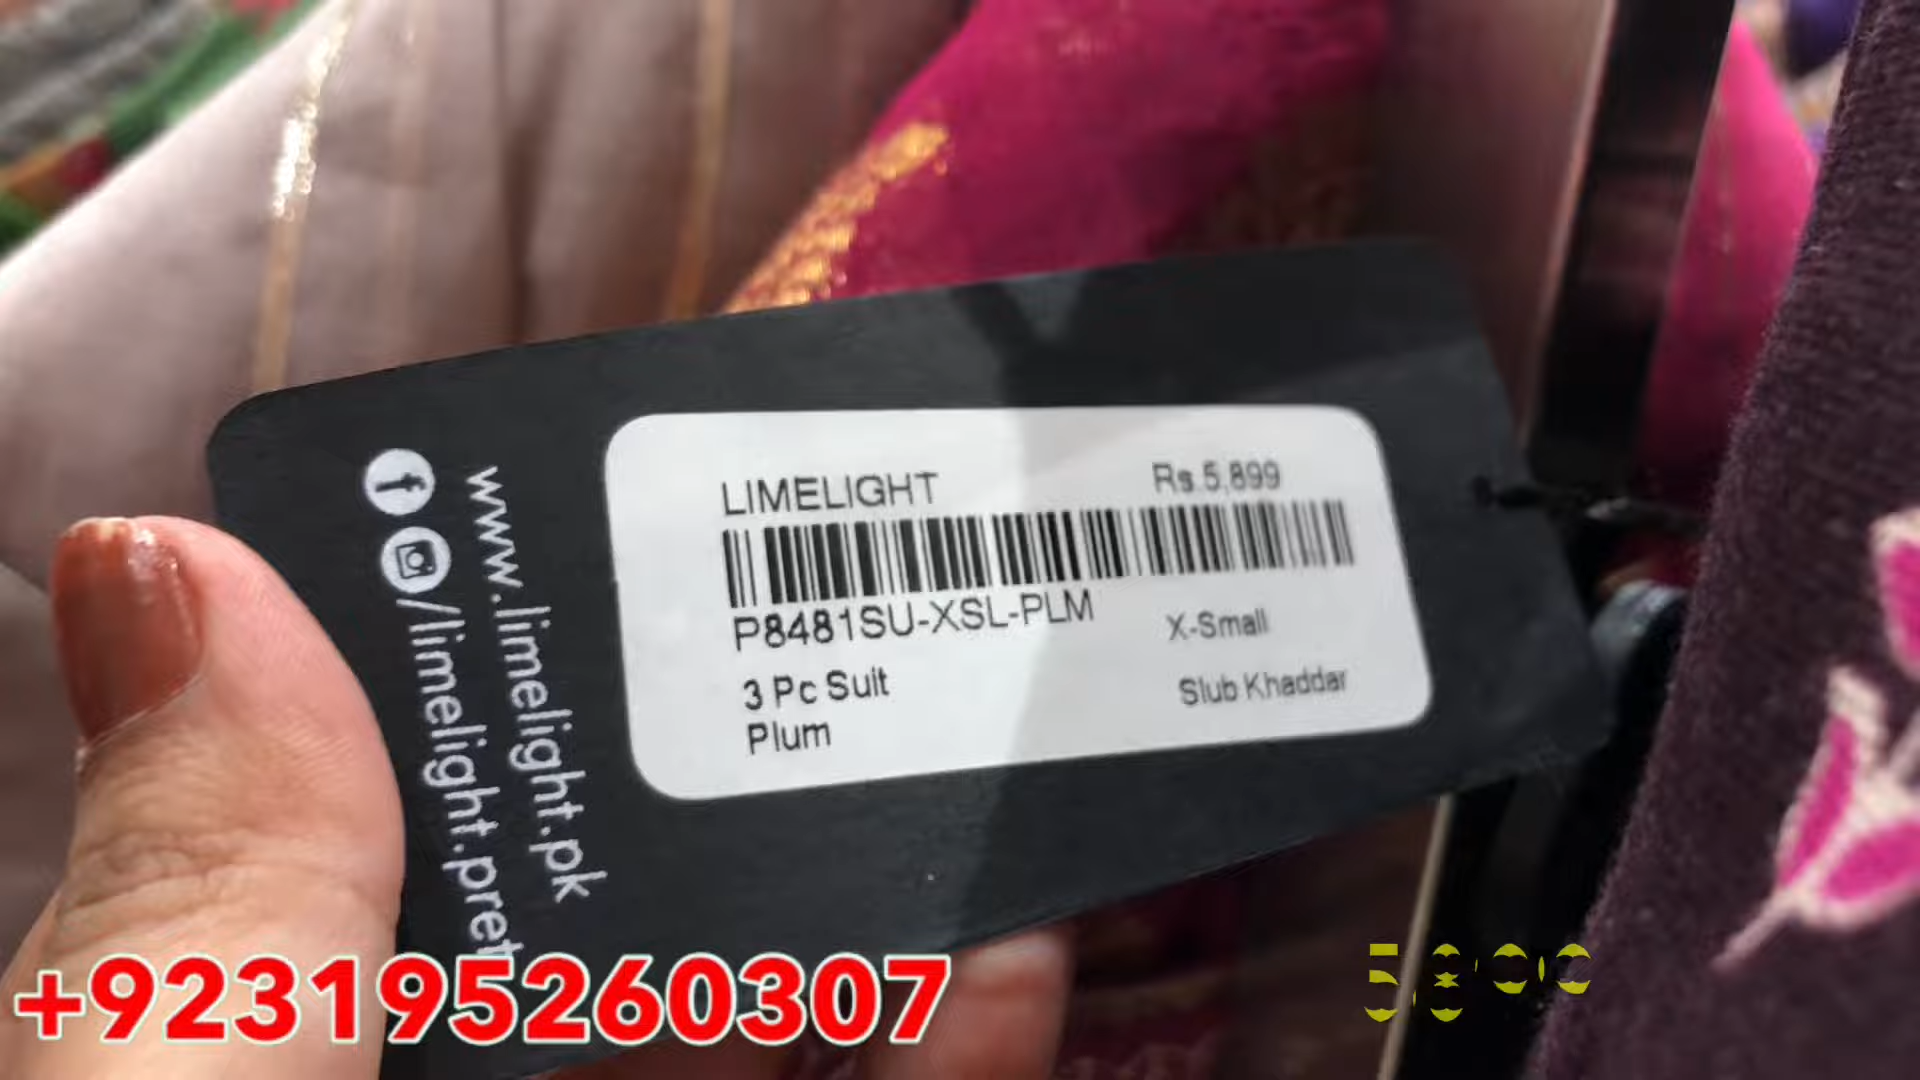 LIMELIGHT Rs.5,899
P8481SU-XSL-PLM X-Small
3 Pc Suit Slub Khaddar
Plum
www.limelight.pk
/limelight.pret
+923195260307